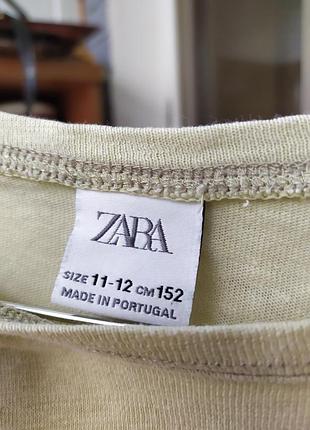 ZARA
SIZE 11-12 CM 152
MADE IN PORTUGAL